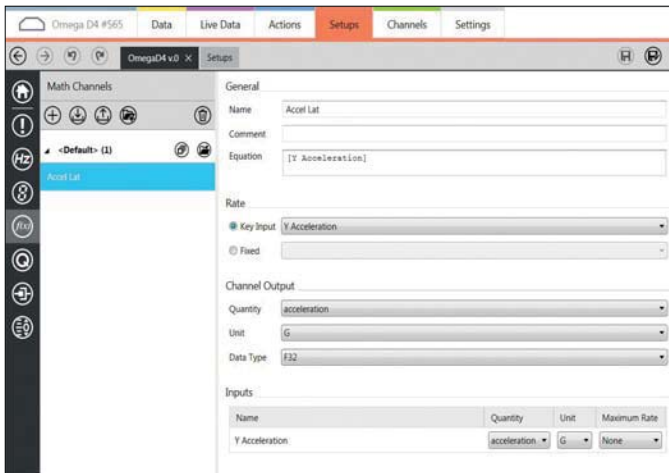 Omega D4 #565
Data
Live Data
Actions
Setups
Channels
Settings
OmegaD4 v.0 ×
Setups
Math Channels
<Default> (1)
Accel Lat
General
Name
Accel Lat
Comment
Equation
[Y Acceleration]
Rate
Key Input
Y Acceleration
Fixed
Channel Output
Quantity
acceleration
Unit
G
Data Type
F32
Inputs
Name
Quantity
Unit
Maximum Rate
Y Acceleration
acceleration
G
None
Hz
f(x)
Q